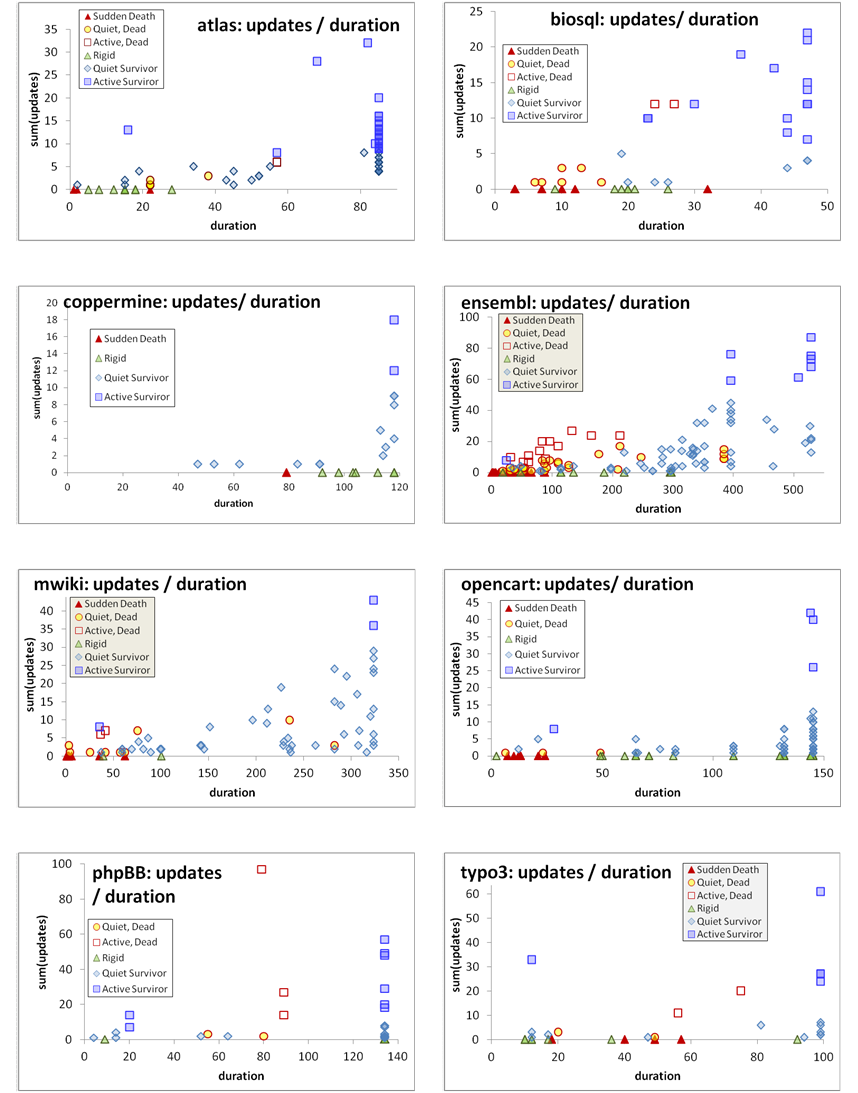 atlas: updates / duration
35
30
25
20
15
10
5
0
sum(updates)
Sudden Death
Quiet, Dead
Active, Dead
Rigid
Quiet Survivor
Active Surviror
0 20 40 60 80
duration
biosql: updates/ duration
25
20
15
10
5
0
sum(updates)
Sudden Death
Quiet, Dead
Active, Dead
Rigid
Quiet Survivor
Active Surviror
0 10 20 30 40 50
duration
coppermine: updates/ duration
20
18
16
14
12
10
8
6
4
2
0
sum(updates)
Sudden Death
Rigid
Quiet Survivor
Active Surviror
0 20 40 60 80 100 120
duration
ensembl: updates/ duration
100
80
60
40
20
0
sum(updates)
Sudden Death
Quiet, Dead
Active, Dead
Rigid
Quiet Survivor
Active Surviror
0 100 200 300 400 500
duration
mwiki: updates / duration
40
35
30
25
20
15
10
5
0
sum(updates)
Sudden Death
Quiet, Dead
Active, Dead
Rigid
Quiet Survivor
Active Surviror
0 50 100 150 200 250 300 350
duration
opencart: updates/ duration
45
40
35
30
25
20
15
10
5
0
sum(updates)
Sudden Death
Quiet, Dead
Rigid
Quiet Survivor
Active Surviror
0 50 100 150
duration
phpBB: updates
/ duration
100
80
60
40
20
0
sum(updates)
Quiet, Dead
Active, Dead
Rigid
Quiet Survivor
Active Surviror
0 20 40 60 80 100 120 140
duration
typo3: updates / duration
60
50
40
30
20
10
0
sum(updates)
Sudden Death
Quiet, Dead
Active, Dead
Rigid
Quiet Survivor
Active Surviror
0 20 40 60 80 100
duration